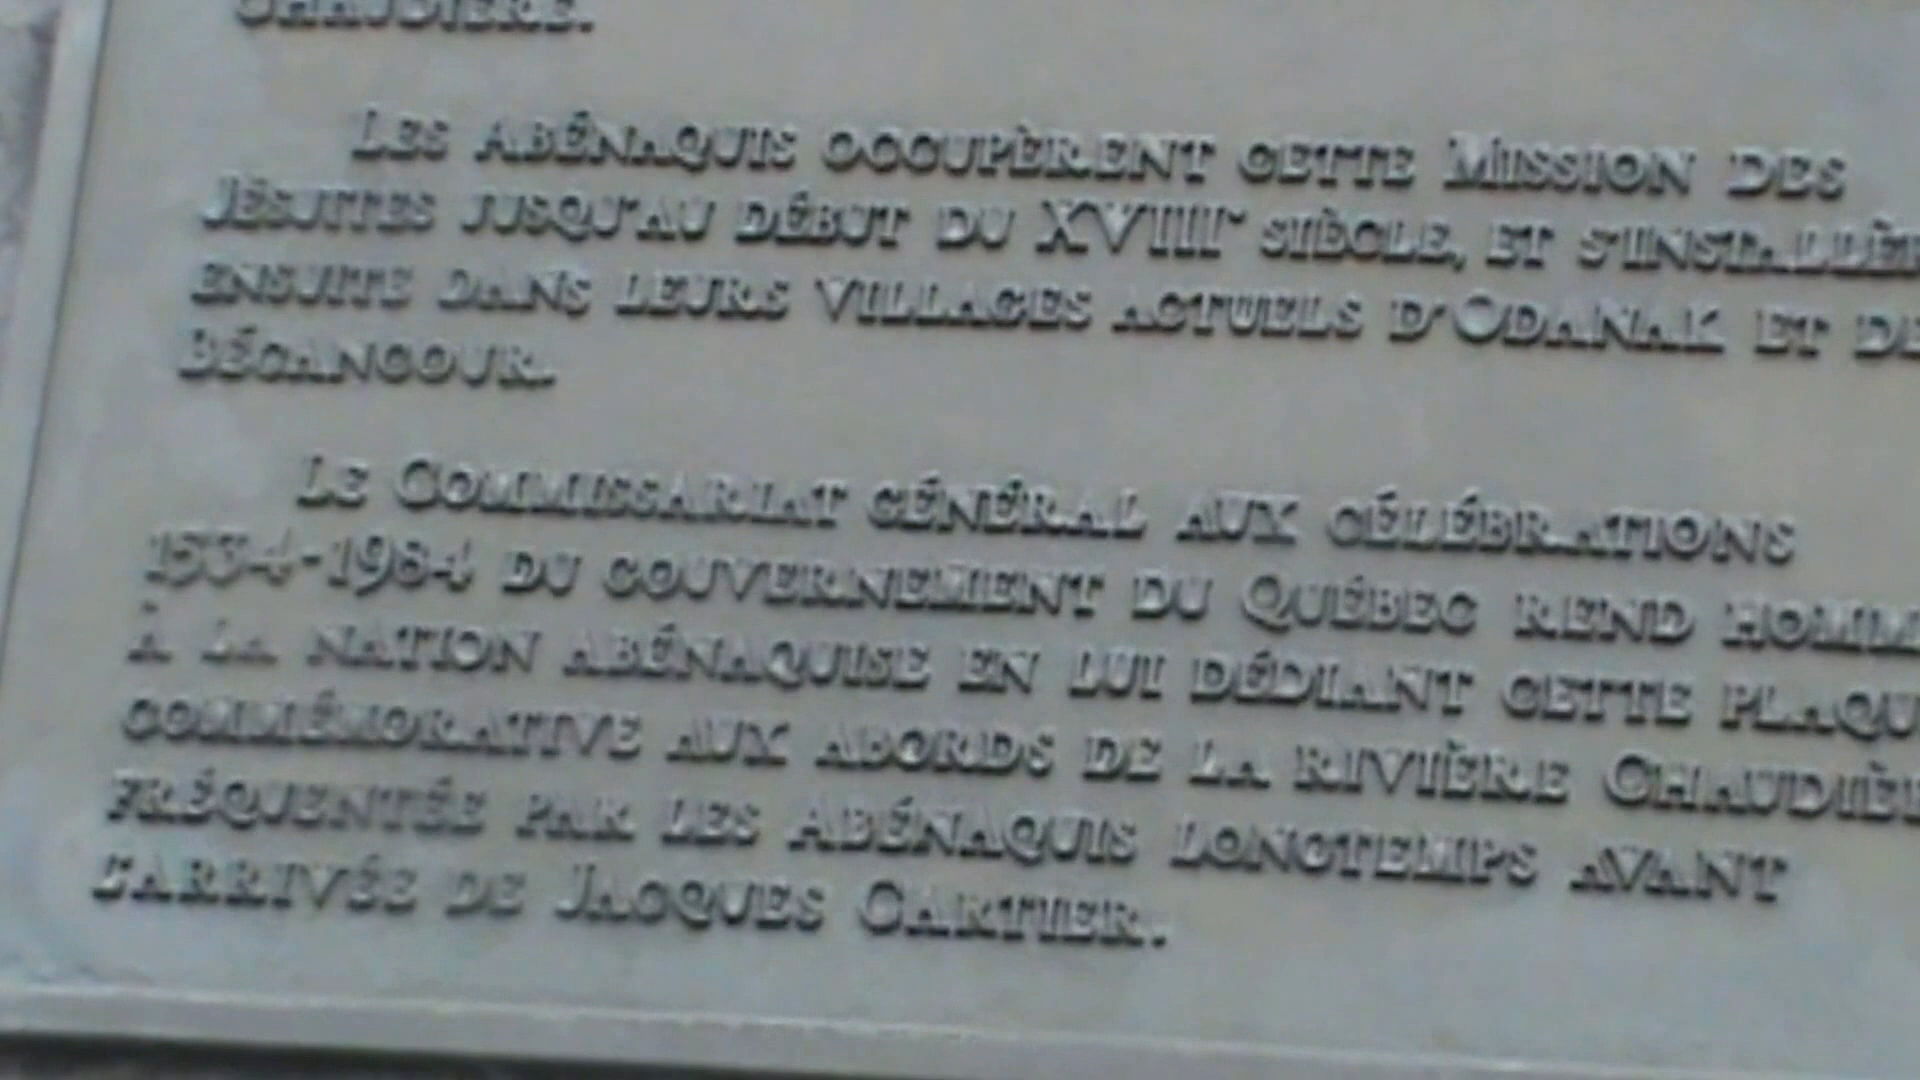 CHAUDIÈRE.
LES ABÉNAQUIS OCCUPÈRENT CETTE MISSION DES
JÉSUITES JUSQU'AU DÉBUT DU XVIIIe SIÈCLE, ET S'INSTALLÈR
ENSUITE DANS LEURS VILLAGES ACTUELS D'ODANAK ET DE
BÉCANCOUR.
LE COMMISSARIAT GÉNÉRAL AUX CÉLÉBRATIONS
1534-1984 DU GOUVERNEMENT DU QUÉBEC REND HOMM
À LA NATION ABÉNAQUISE EN LUI DÉDIANT CETTE PLAQU
COMMÉMORATIVE AUX ABORDS DE LA RIVIÈRE CHAUDIÈR
FRÉQUENTÉE PAR LES ABÉNAQUIS LONGTEMPS AVANT
L'ARRIVÉE DE JACQUES CARTIER.